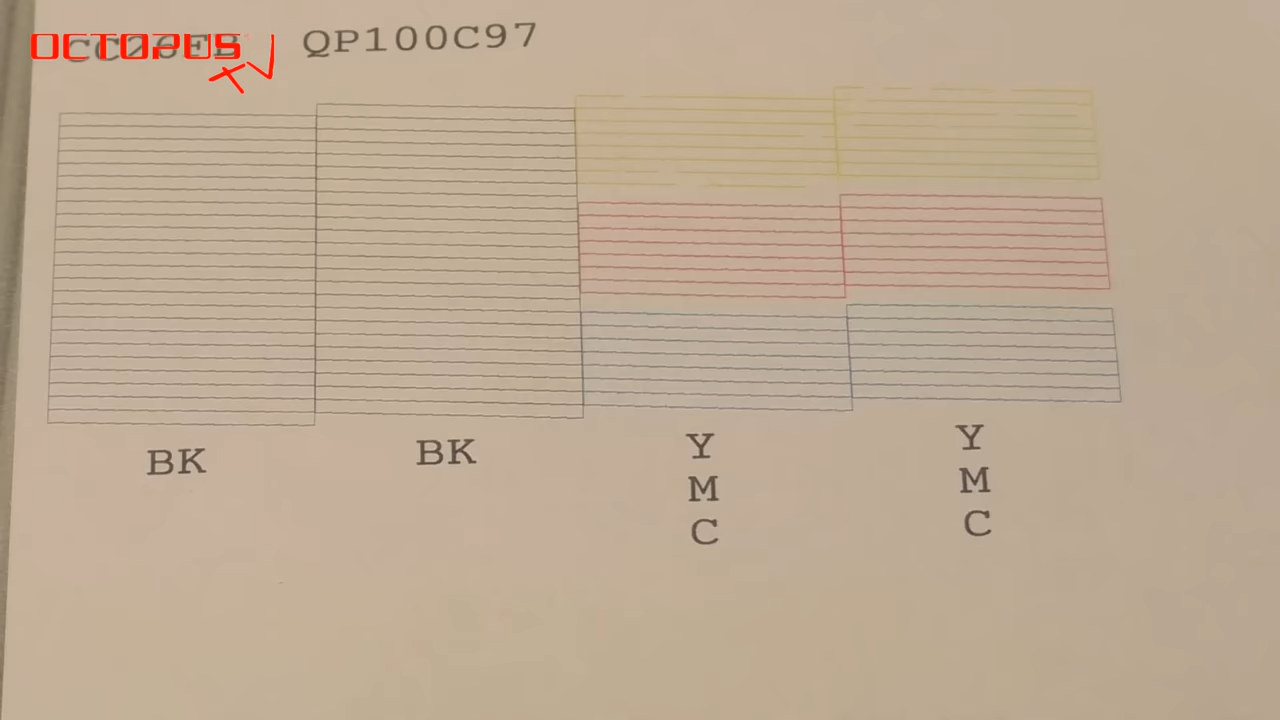 OCTOPUS
TV
QP100C97
BK BK Y Y
M M
C C